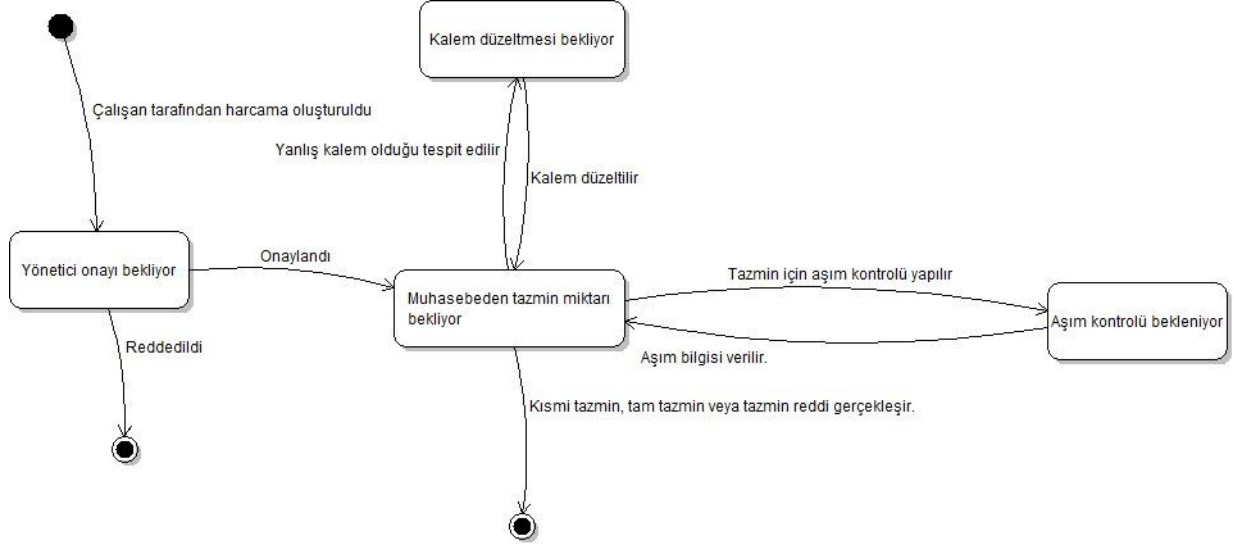 Kalem düzeltmesi bekliyor
Çalışan tarafından harcama oluşturuldu
Yanlış kalem olduğu tespit edilir
Kalem düzeltilir
Yönetici onayı bekliyor
Onaylandı
Muhasebeden tazmin miktarı
bekliyor
Tazmin için aşım kontrolü yapılır
Aşım kontrolü bekleniyor
Aşım bilgisi verilir.
Reddedildi
Kısmi tazmin, tam tazmin veya tazmin reddi gerçekleşir.